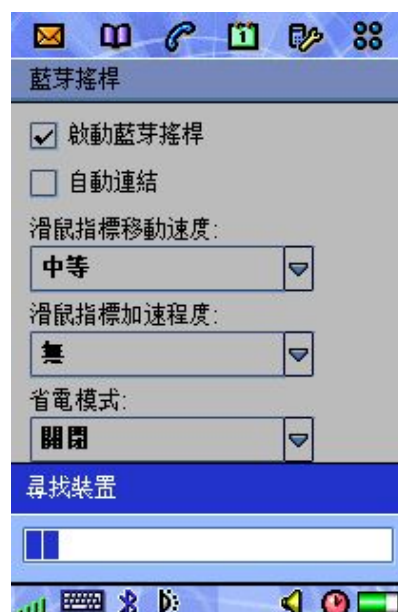 1
藍芽搖桿
啟動藍芽搖桿
自動連結
滑鼠指標移動速度:
中等
滑鼠指標加速程度:
無
省電模式:
關閉
尋找裝置